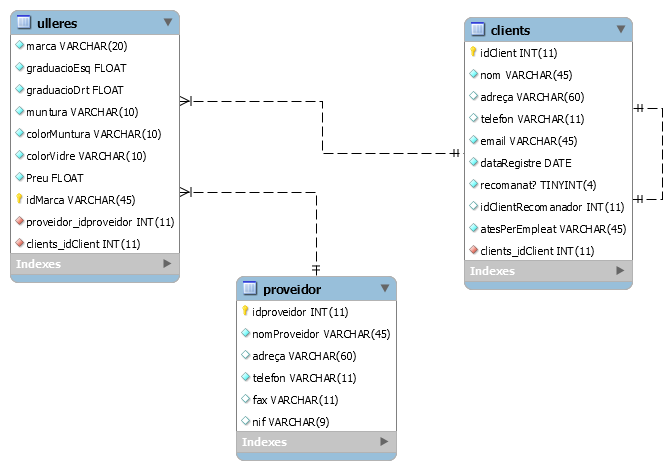 ulleres
marca VARCHAR(20)
graduacioEsq FLOAT
graduacioDrt FLOAT
muntura VARCHAR(10)
colorMuntura VARCHAR(10)
colorVidre VARCHAR(10)
Preu FLOAT
idMarca VARCHAR(45)
proveidor_idproveidor INT(11)
clients_idClient INT(11)
Indexes
clients
idClient INT(11)
nom VARCHAR(45)
adreça VARCHAR(60)
telefon VARCHAR(11)
email VARCHAR(45)
dataRegistre DATE
recomanat? TINYINT(4)
idClientRecomanador INT(11)
atesPerEmpleat VARCHAR(45)
clients_idClient INT(11)
Indexes
proveidor
idproveidor INT(11)
nomProveidor VARCHAR(45)
adreça VARCHAR(60)
telefon VARCHAR(11)
fax VARCHAR(11)
nif VARCHAR(9)
Indexes